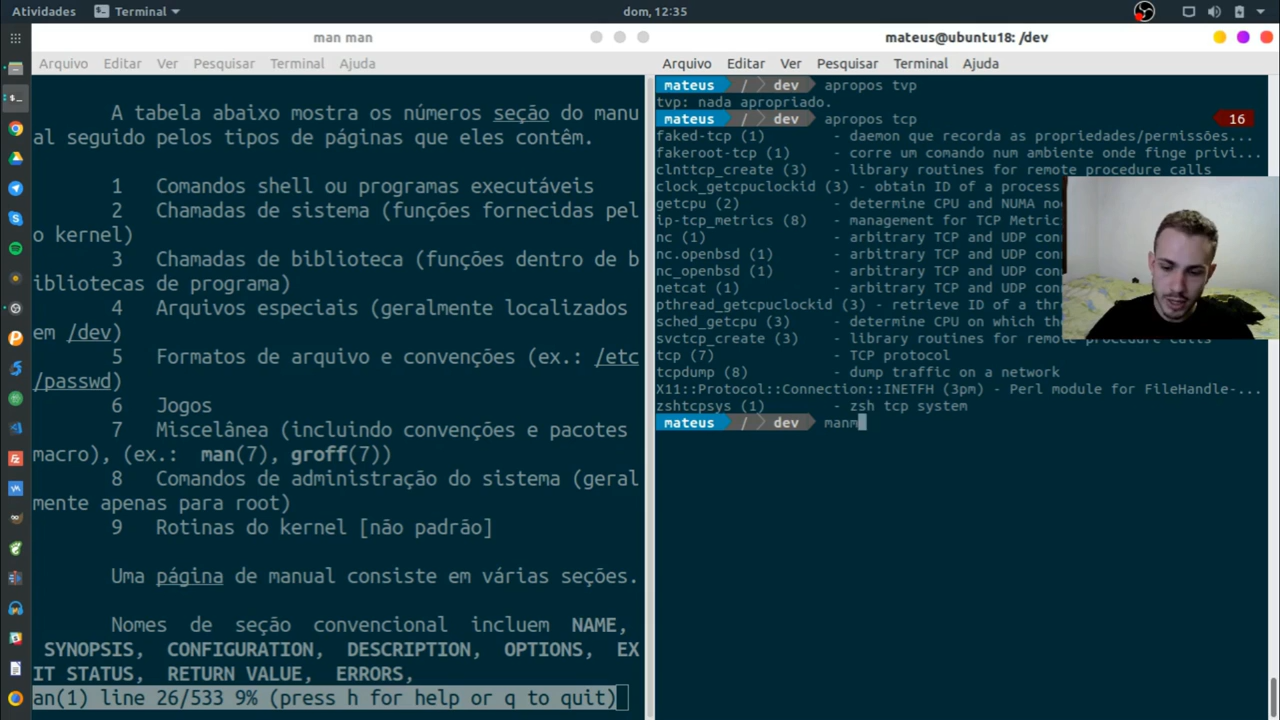 Atividades
Terminal
dom, 12:35
man man
Arquivo Editar Ver Pesquisar Terminal Ajuda
A tabela abaixo mostra os números seção do manu
al seguido pelos tipos de páginas que eles contêm.
1 Comandos shell ou programas executáveis
2 Chamadas de sistema (funções fornecidas pel
o kernel)
3 Chamadas de biblioteca (funções dentro de b
ibliotecas de programa)
4 Arquivos especiais (geralmente localizados
em /dev)
5 Formatos de arquivo e convenções (ex.: /etc
/passwd)
6 Jogos
7 Miscelânea (incluindo convenções e pacotes
macro), (ex.: man(7), groff(7))
8 Comandos de administração do sistema (geral
mente apenas para root)
9 Rotinas do kernel [não padrão]
Uma página de manual consiste em várias seções.
Nomes de seção convencional incluem NAME,
SYNOPSIS, CONFIGURATION, DESCRIPTION, OPTIONS, EX
IT STATUS, RETURN VALUE, ERRORS,
an(1) line 26/533 9% (press h for help or q to quit)
mateus@ubuntu18: /dev
Arquivo Editar Ver Pesquisar Terminal Ajuda
mateus / dev apropos tvp
tvp: nada apropriado.
mateus / dev apropos tcp 16
faked-tcp (1) - daemon que recorda as propriedades/permissões...
fakeroot-tcp (1) - corre um comando num ambiente onde finge privi...
clnttcp_create (3) - library routines for remote procedure calls
clock_getcpuclockid (3) - obtain ID of a process
getcpu (2) - determine CPU and NUMA no
ip-tcp_metrics (8) - management for TCP Metric
nc (1) - arbitrary TCP and UDP con
nc.openbsd (1) - arbitrary TCP and UDP con
nc_openbsd (1) - arbitrary TCP and UDP con
netcat (1) - arbitrary TCP and UDP con
pthread_getcpuclockid (3) - retrieve ID of a thr
sched_getcpu (3) - determine CPU on which the
svctcp_create (3) - library routines for remote procedure calls
tcp (7) - TCP protocol
tcpdump (8) - dump traffic on a network
X11::Protocol::Connection::INETFH (3pm) - Perl module for FileHandle-...
zshtcpsys (1) - zsh tcp system
mateus / dev manm